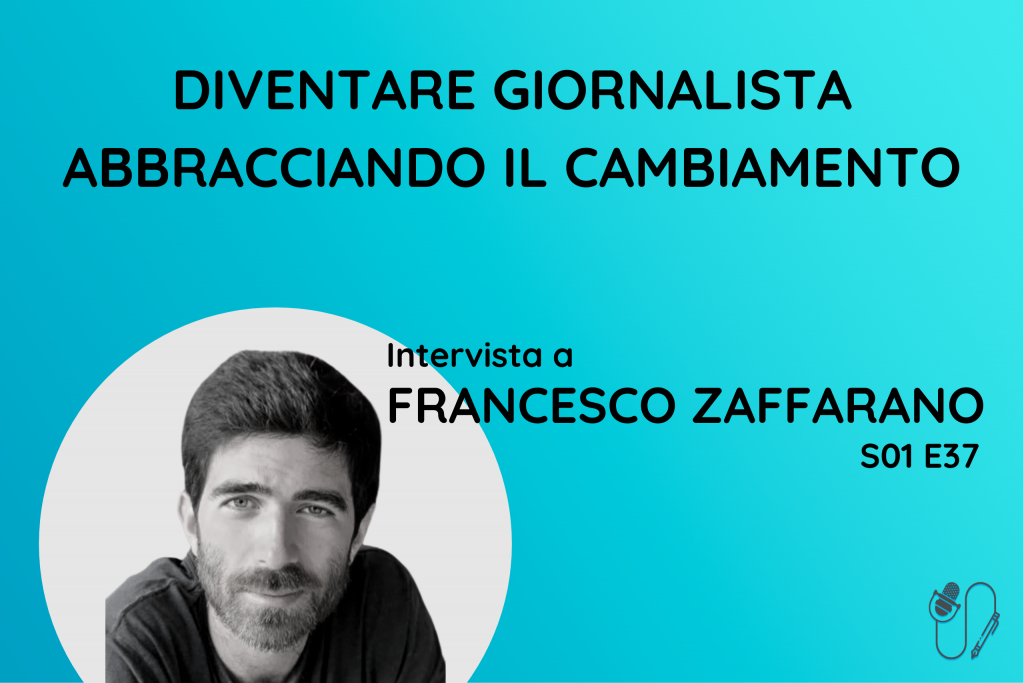 DIVENTARE GIORNALISTA
ABBRACCIANDO IL CAMBIAMENTO
Intervista a
FRANCESCO ZAFFARANO
S01 E37